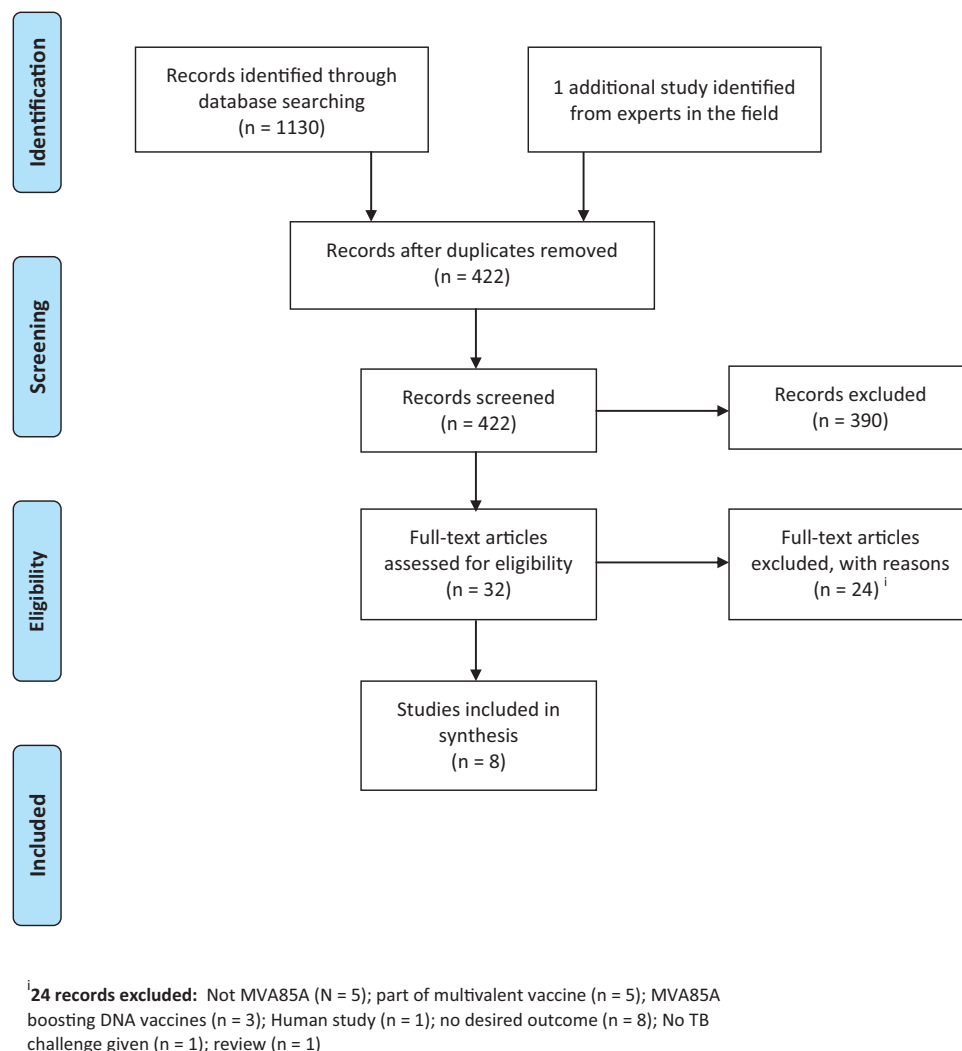 Identification
Records identified through
database searching
(n = 1130)
1 additional study identified
from experts in the field
Records after duplicates removed
(n = 422)
Screening
Records screened
(n = 422)
Records excluded
(n = 390)
Eligibility
Full-text articles
assessed for eligibility
(n = 32)
Full-text articles
excluded, with reasons
(n = 24) i
Studies included in
synthesis
(n = 8)
Included
i24 records excluded: Not MVA85A (N = 5); part of multivalent vaccine (n = 5); MVA85A
boosting DNA vaccines (n = 3); Human study (n = 1); no desired outcome (n = 8); No TB
challenge given (n = 1); review (n = 1)